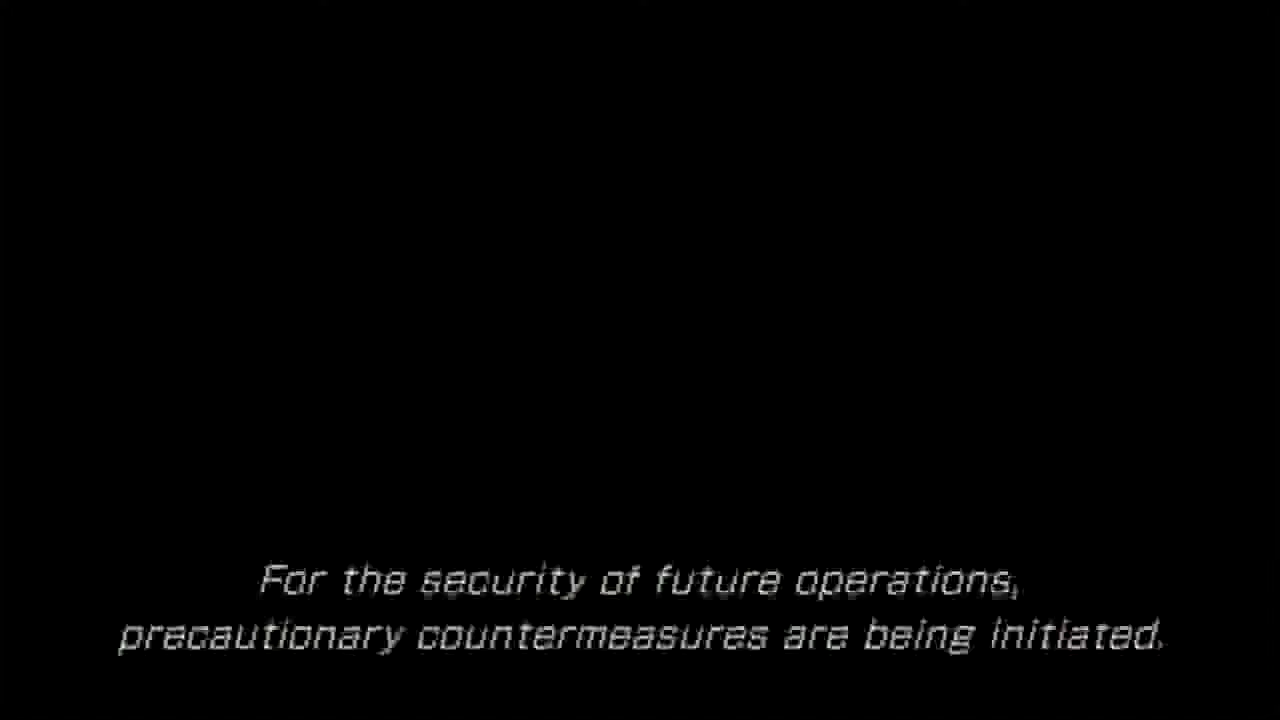 For the security of future operations,
precautionary countermeasures are being initiated.